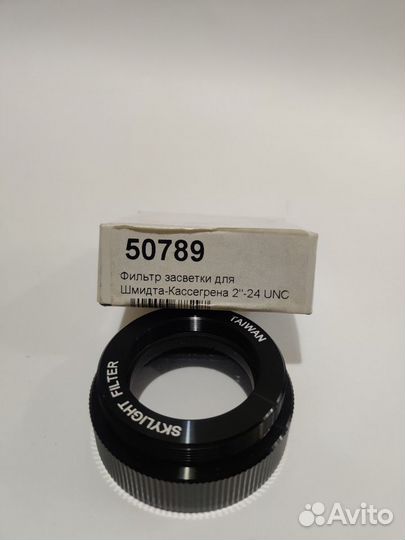 50789
Фильтр засветки для
Шмидта-Кассегрена 2"-24 UNC
TAIWAN
SKYLIGHT FILTER
Avito